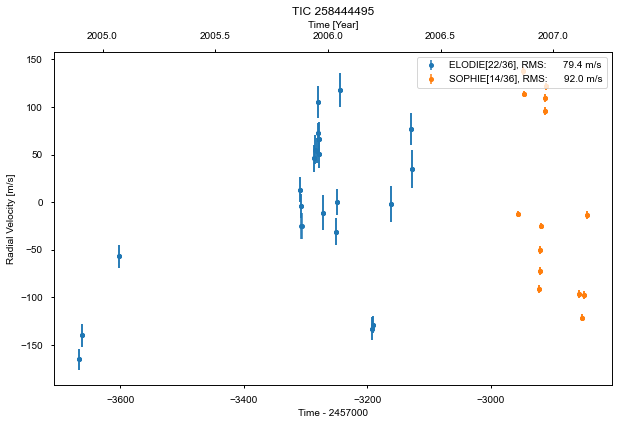 TIC 258444495
Time [Year]
2005.0 2005.5 2006.0 2006.5 2007.0
ELODIE[22/36], RMS: 79.4 m/s
SOPHIE[14/36], RMS: 92.0 m/s
150
100
50
0
−50
−100
−150
Radial Velocity [m/s]
−3600 −3400 −3200 −3000
Time - 2457000